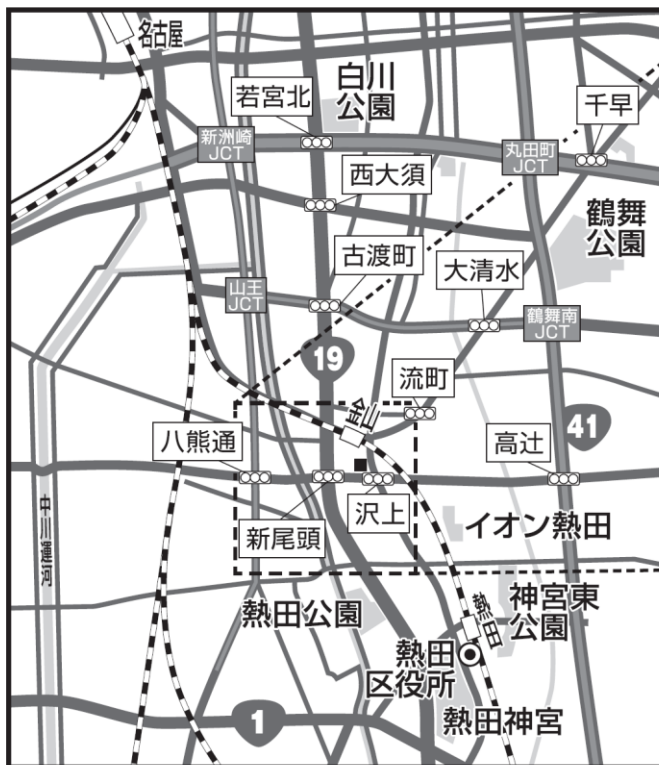 名古屋
白川
公園
若宮北
千早
新洲崎
JCT
丸田町
JCT
西大須
鶴舞
公園
古渡町
大清水
山王
JCT
鶴舞南
JCT
19
流町
金山
41
八熊通
高辻
沢上
新尾頭
イオン熱田
中川運河
熱田公園
神宮東
公園
熱田
熱田
区役所
熱田神宮
1